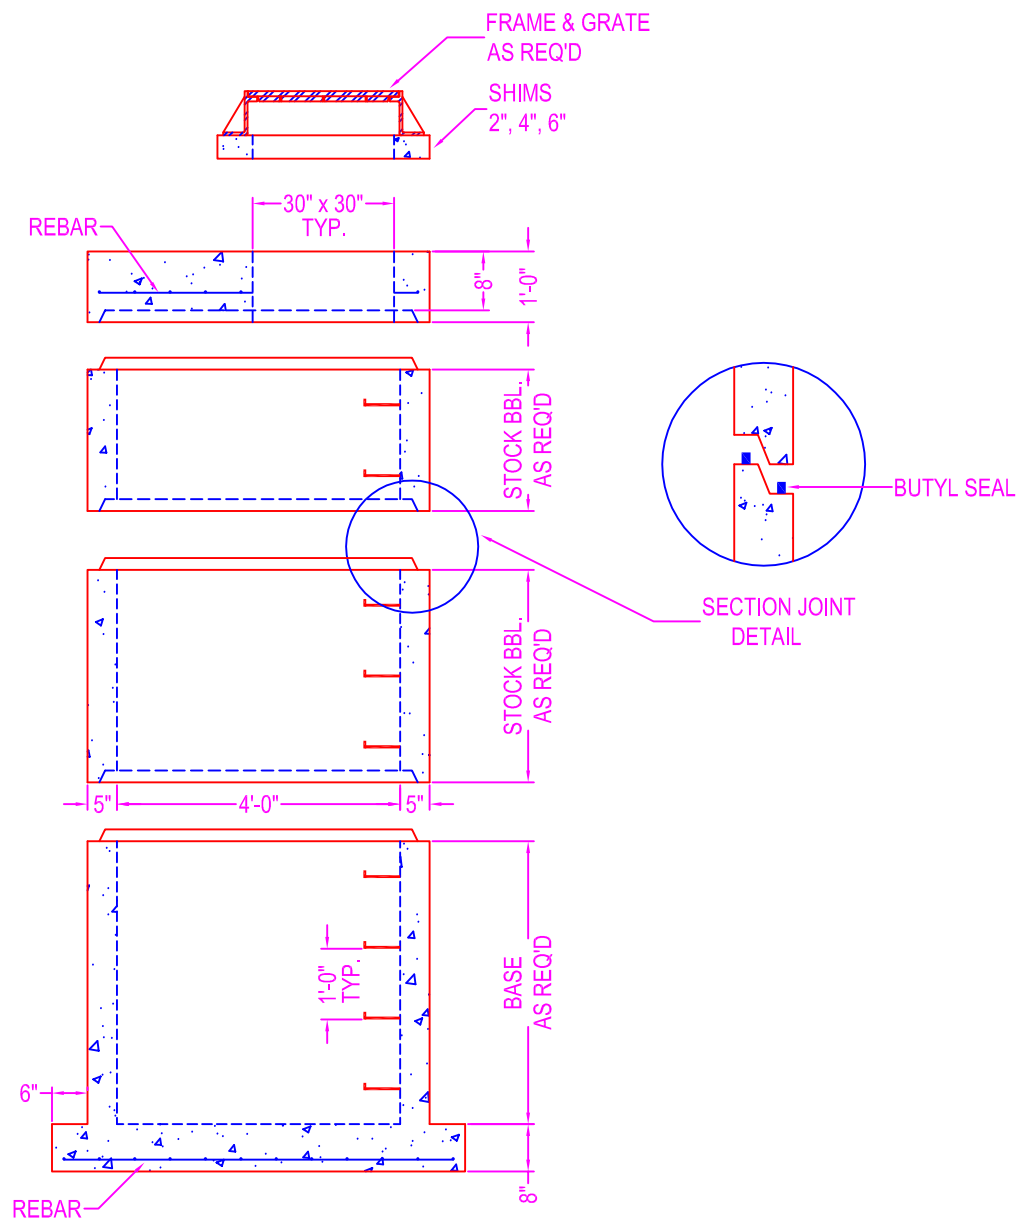 FRAME & GRATE
AS REQ'D
SHIMS
2", 4", 6"
30" x 30"
TYP.
REBAR
8"
1'-0"
STOCK BBL.
AS REQ'D
BUTYL SEAL
SECTION JOINT
DETAIL
STOCK BBL.
AS REQ'D
5"
4'-0"
5"
1'-0"
TYP.
BASE
AS REQ'D
6"
8"
REBAR